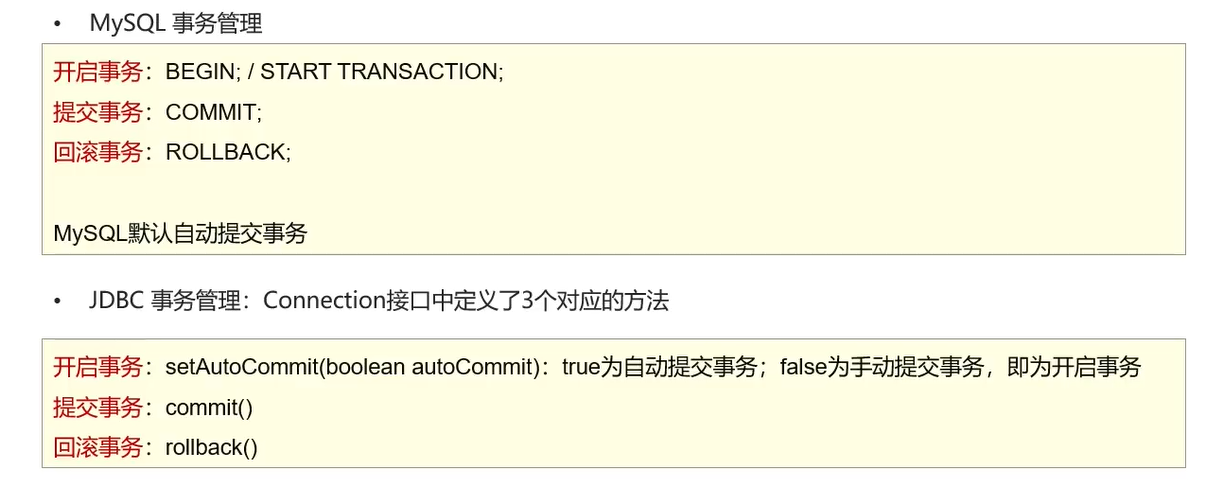 • MySQL 事务管理
开启事务：BEGIN; / START TRANSACTION;
提交事务：COMMIT;
回滚事务：ROLLBACK;
MySQL默认自动提交事务
• JDBC 事务管理：Connection接口中定义了3个对应的方法
开启事务：setAutoCommit(boolean autoCommit)：true为自动提交事务；false为手动提交事务，即为开启事务
提交事务：commit()
回滚事务：rollback()